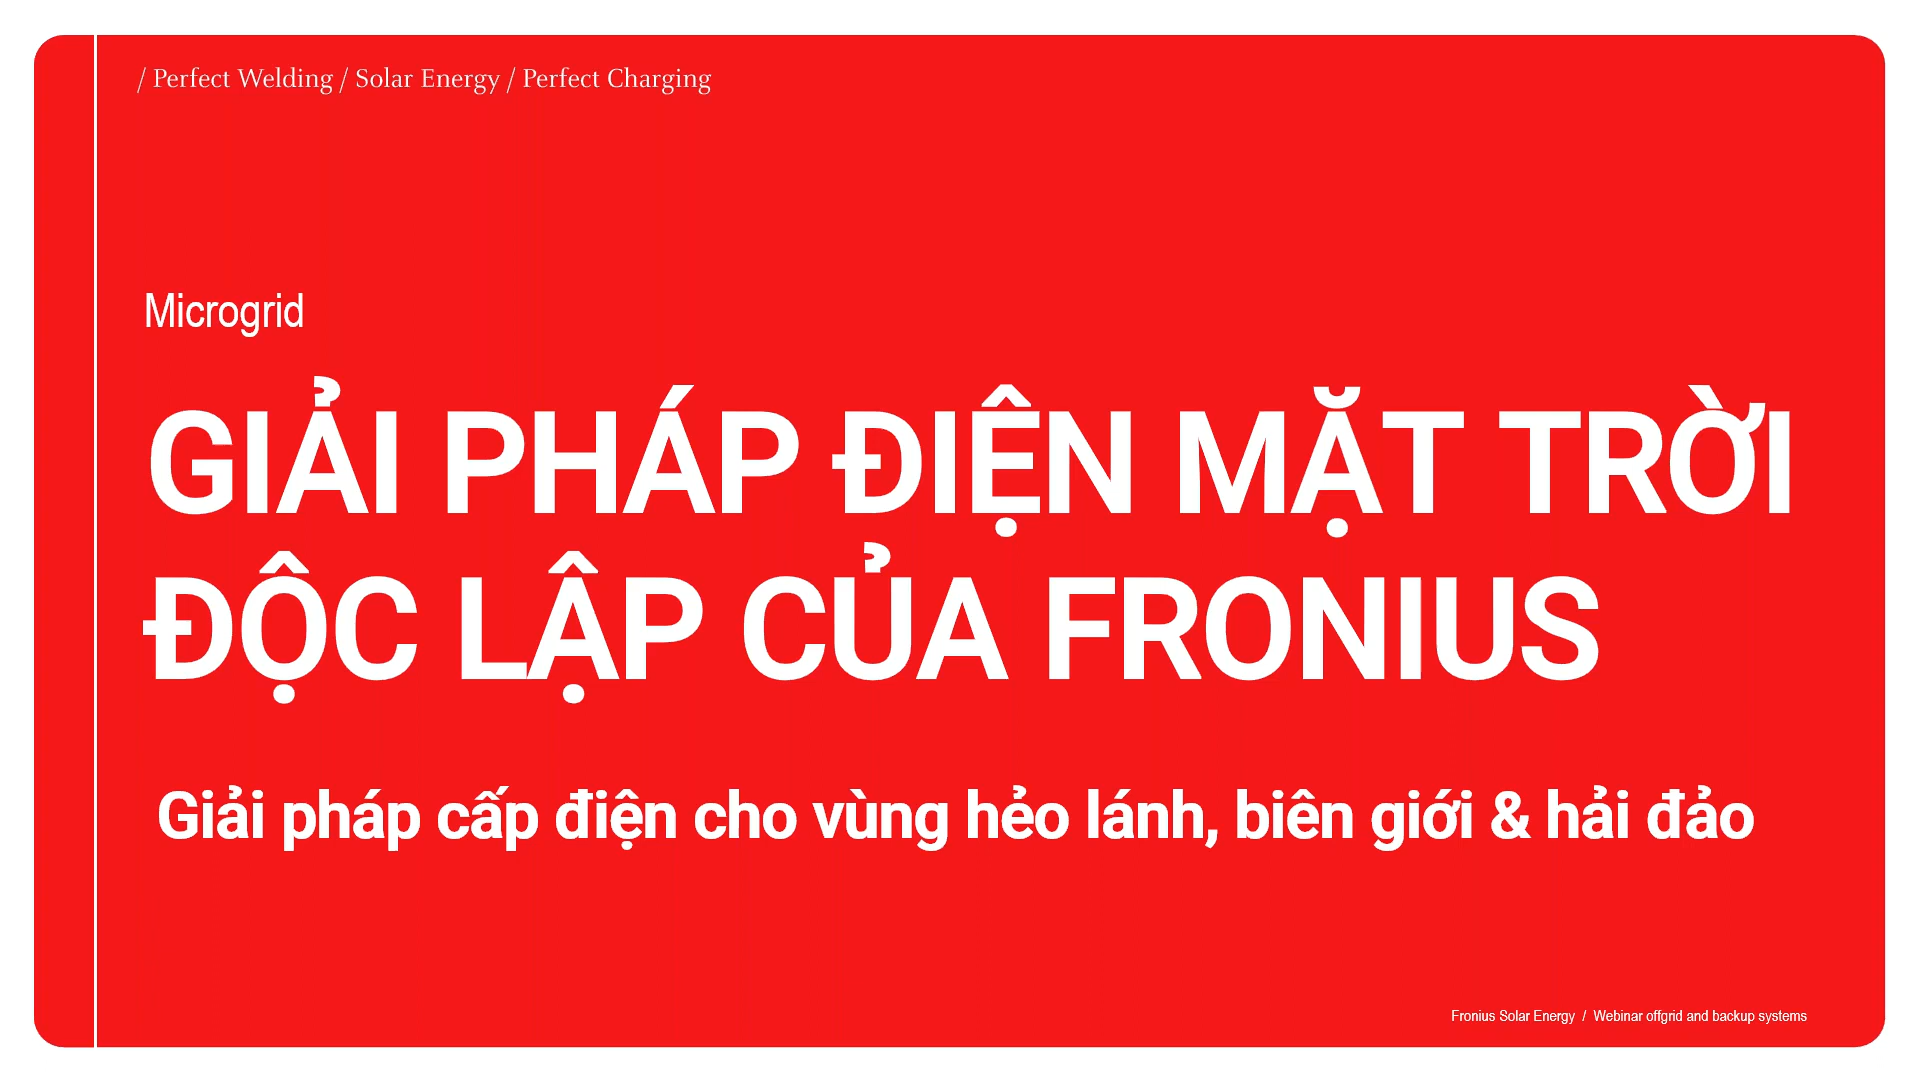 / Perfect Welding / Solar Energy / Perfect Charging
Microgrid
GIẢI PHÁP ĐIỆN MẶT TRỜI
ĐỘC LẬP CỦA FRONIUS
Giải pháp cấp điện cho vùng hẻo lánh, biên giới & hải đảo
Fronius Solar Energy / Webinar offgrid and backup systems